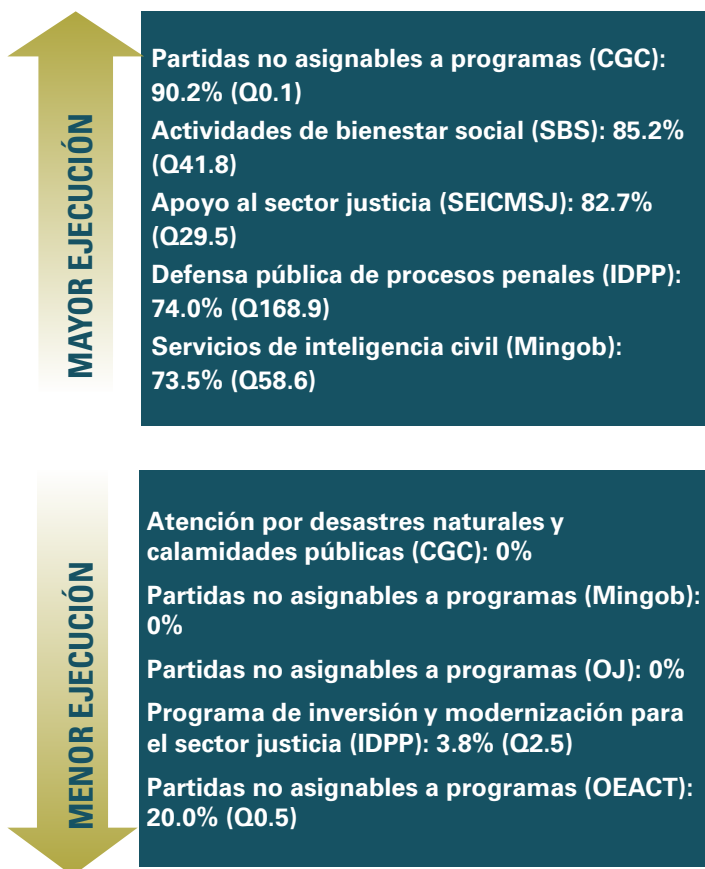 MAYOR EJECUCIÓN
Partidas no asignables a programas (CGC):
90.2% (Q0.1)
Actividades de bienestar social (SBS): 85.2%
(Q41.8)
Apoyo al sector justicia (SEICMSJ): 82.7%
(Q29.5)
Defensa pública de procesos penales (IDPP):
74.0% (Q168.9)
Servicios de inteligencia civil (Mingob):
73.5% (Q58.6)
MENOR EJECUCIÓN
Atención por desastres naturales y
calamidades públicas (CGC): 0%
Partidas no asignables a programas (Mingob):
0%
Partidas no asignables a programas (OJ): 0%
Programa de inversión y modernización para
el sector justicia (IDPP): 3.8% (Q2.5)
Partidas no asignables a programas (OEACT):
20.0% (Q0.5)